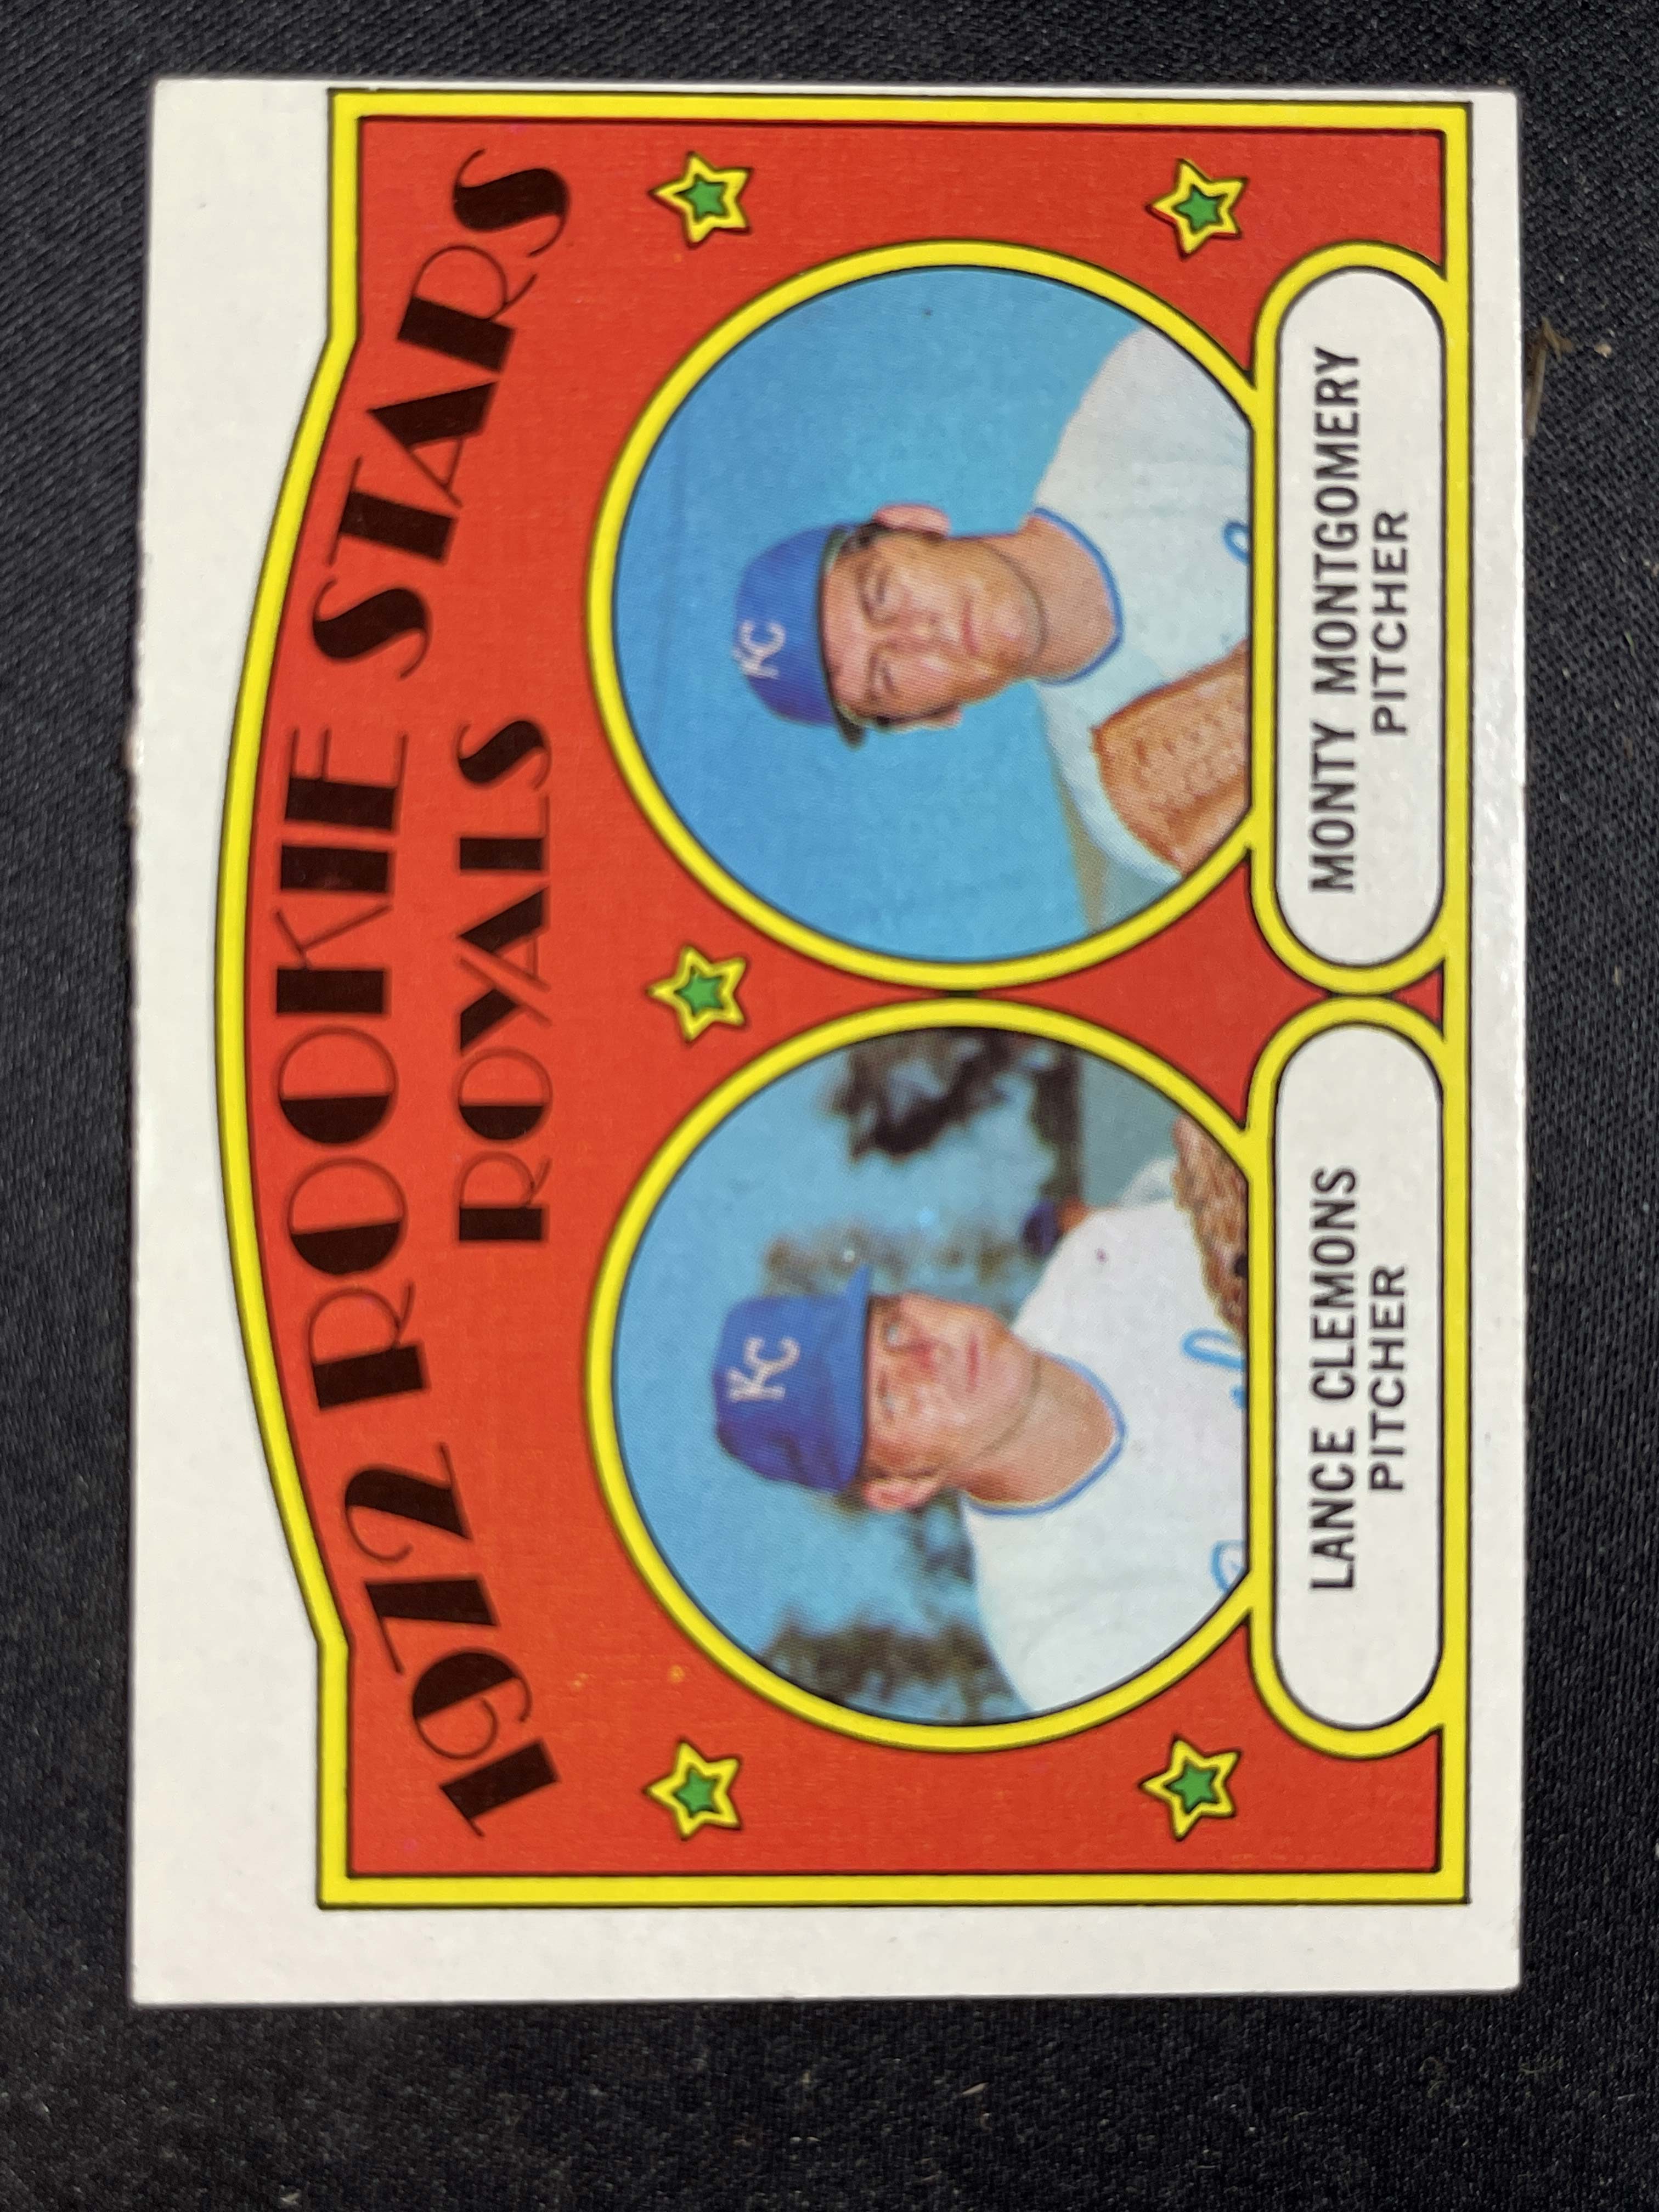 1972 ROOKIE STARS
ROYALS
KC
KC
LANCE CLEMONS
PITCHER
MONTY MONTGOMERY
PITCHER